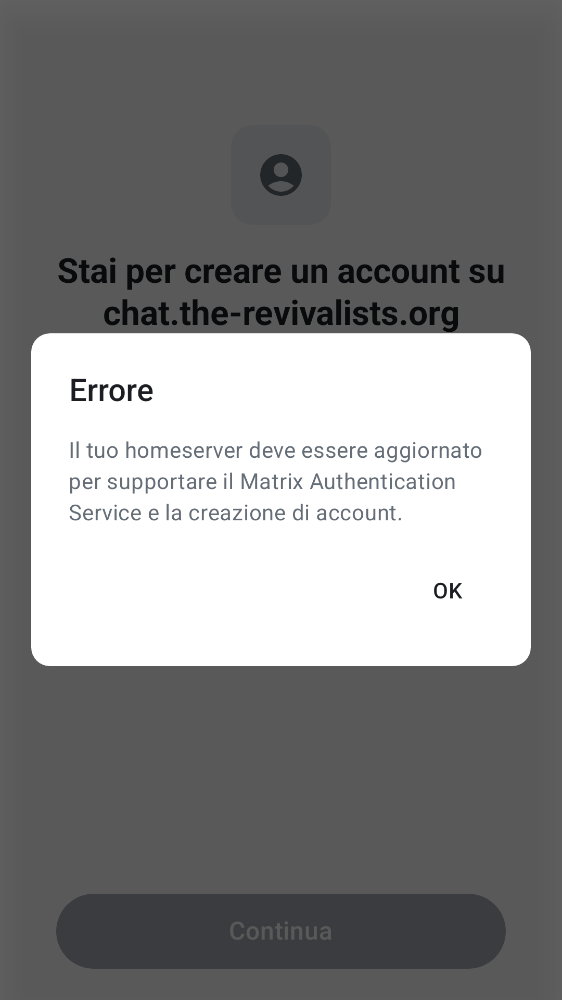 Stai per creare un account su
chat.the-revivalists.org
Errore
Il tuo homeserver deve essere aggiornato
per supportare il Matrix Authentication
Service e la creazione di account.
OK
Continua